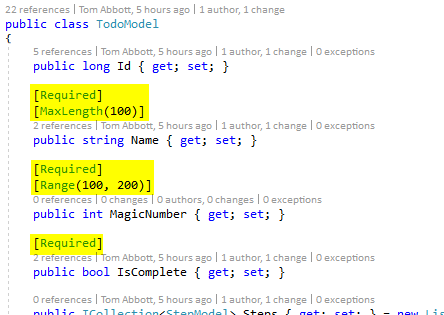 22 references | Tom Abbott, 5 hours ago | 1 author, 1 change
public class TodoModel
{
5 references | Tom Abbott, 5 hours ago | 1 author, 1 change | 0 exceptions
public long Id { get; set; }
[Required]
[MaxLength(100)]
2 references | Tom Abbott, 5 hours ago | 1 author, 1 change | 0 exceptions
public string Name { get; set; }
[Required]
[Range(100, 200)]
0 references | 0 changes | 0 authors, 0 changes | 0 exceptions
public int MagicNumber { get; set; }
[Required]
2 references | Tom Abbott, 5 hours ago | 1 author, 1 change | 0 exceptions
public bool IsComplete { get; set; }
0 references | Tom Abbott, 5 hours ago | 1 author, 1 change | 0 exceptions
public ICollection<StepModel> Steps { get; set; } = new Lis